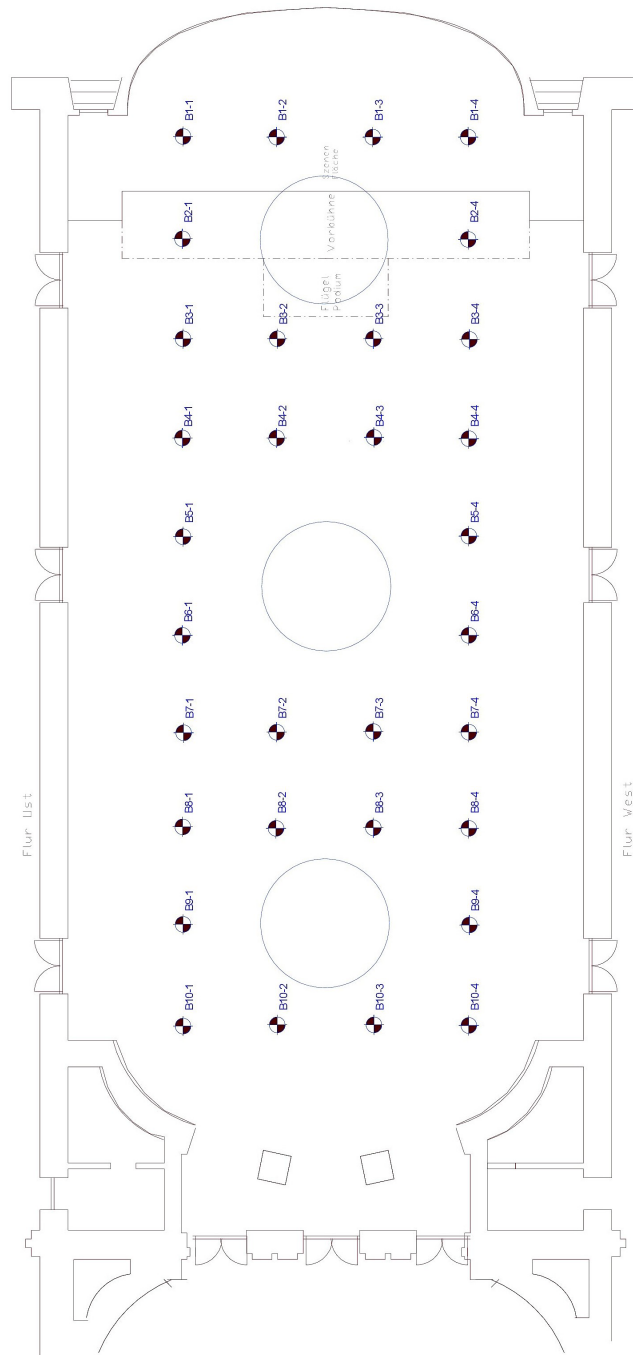 B1-1 B1-2 B1-3 B1-4
Szenen
fläche
B2-1 Vorbühne B2-4
Flügel
Podium
B3-1 B3-2 B3-3 B3-4
B4-1 B4-2 B4-3 B4-4
B5-1 B5-4
B6-1 B6-4
B7-1 B7-2 B7-3 B7-4
B8-1 B8-2 B8-3 B8-4
Flur Ost
Flur West
B9-1 B9-4
B10-1 B10-2 B10-3 B10-4